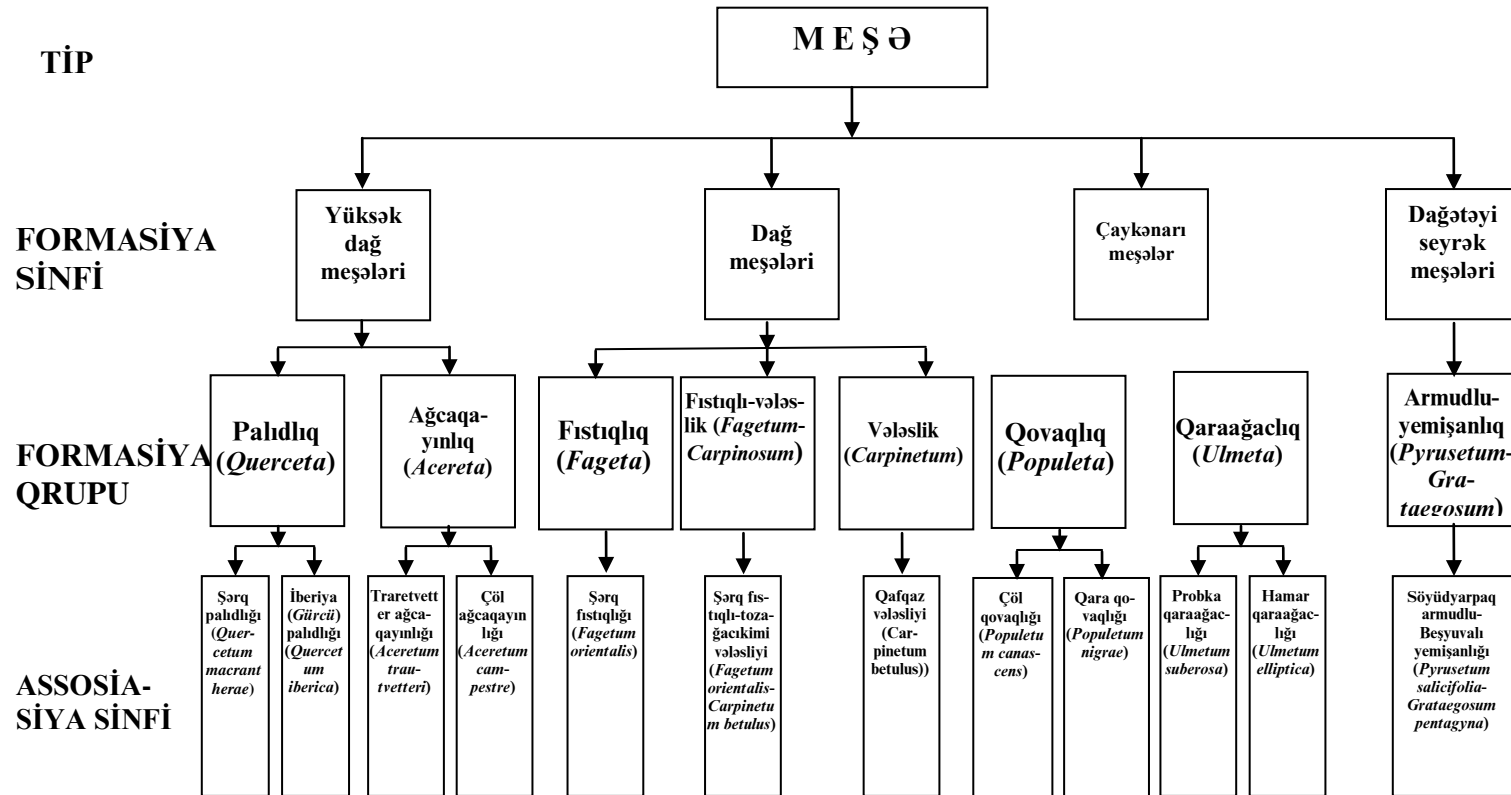 TİP
M E Ş Ə
FORMASİYA
SİNFİ
Yüksək
dağ
meşələri
Dağ
meşələri
Çaykənarı
meşələr
Dağətəyi
seyrək
meşələri
FORMASİYA
QRUPU
Palıdlıq
(Querceta)
Ağcaqa-
yınlıq
(Acereta)
Fıstıqlıq
(Fageta)
Fıstıqlı-vələs-
lik (Fagetum-
Carpinosum)
Vələslik
(Carpinetum)
Qovaqlıq
(Populeta)
Qaraağaclıq
(Ulmeta)
Armudlu-
yemişanlıq
(Pyrusetum-
Gra-
taegosum)
ASSOSİA-
SİYA SİNFİ
Şərq
palıdlığı
(Quer-
cetum
macrant
herae)
İberiya
(Gürcü)
palıdlığı
(Quercet
um
iberica)
Traretvett
er ağca-
qayınlığı
(Aceretum
trau-
tvetteri)
Çöl
ağcaqayın
lığı
(Aceretum
cam-
pestre)
Şərq
fıstıqlığı
(Fagetum
orientalis)
Şərq fıs-
tıqlı-toza-
ğacıkimi
vələsliyi
(Fagetum
orientalis-
Carpinetu
m betulus)
Qafqaz
vələsliyi
(Car-
pinetum
betulus))
Çöl
qovaqlığı
(Populetu
m canas-
cens)
Qara qo-
vaqlığı
(Populetum
nigrae)
Probka
qaraağac-
lığı
(Ulmetum
suberosa)
Hamar
qaraağac-
lığı
(Ulmetum
elliptica)
Söyüdyarpaq
armudlu-
Beşyuvalı
yemişanlığı
(Pyrusetum
salicifolia-
Grataegosum
pentagyna)